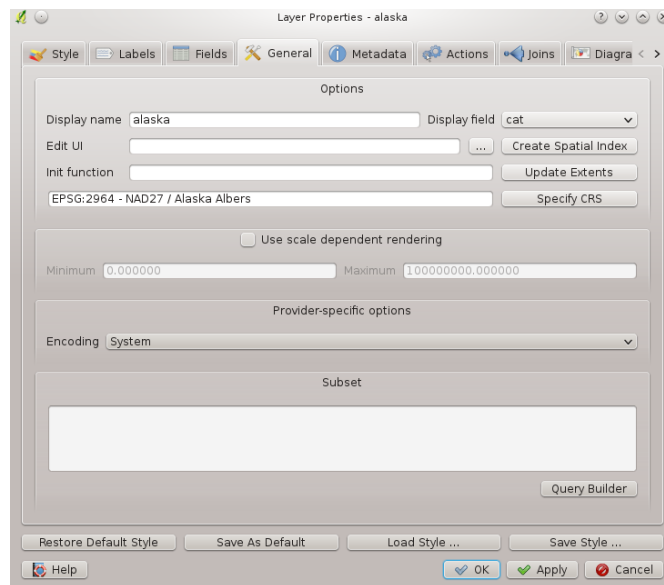 Layer Properties - alaska
Style Labels Fields General Metadata Actions Joins Diagra
Options
Display name alaska Display field cat
Edit UI ... Create Spatial Index
Init function Update Extents
EPSG:2964 - NAD27 / Alaska Albers Specify CRS
Use scale dependent rendering
Minimum 0.000000 Maximum 100000000.000000
Provider-specific options
Encoding System
Subset
Query Builder
Restore Default Style Save As Default Load Style ... Save Style ...
Help OK Apply Cancel